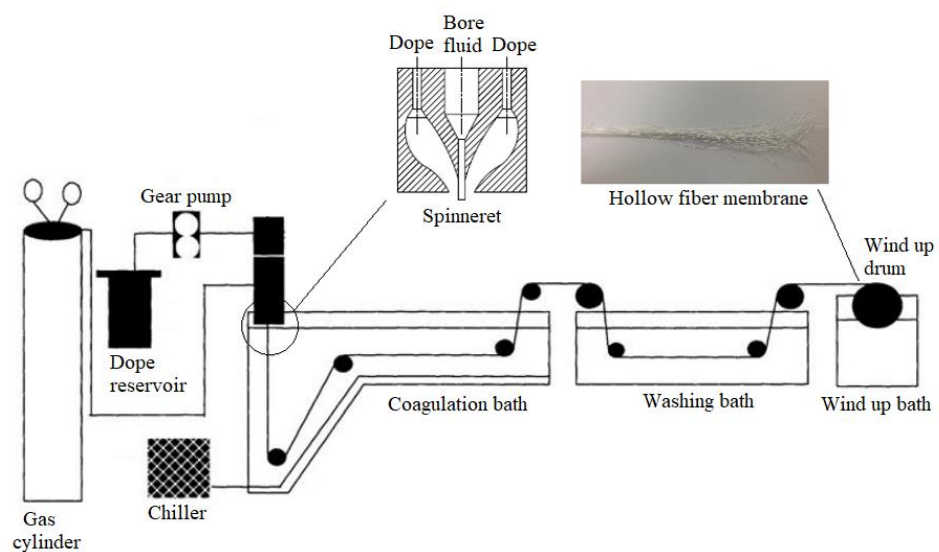 Bore
fluid
Dope
Dope
Spinneret
Hollow fiber membrane
Gear pump
Wind up
drum
Dope
reservoir
Coagulation bath
Washing bath
Wind up bath
Chiller
Gas
cylinder